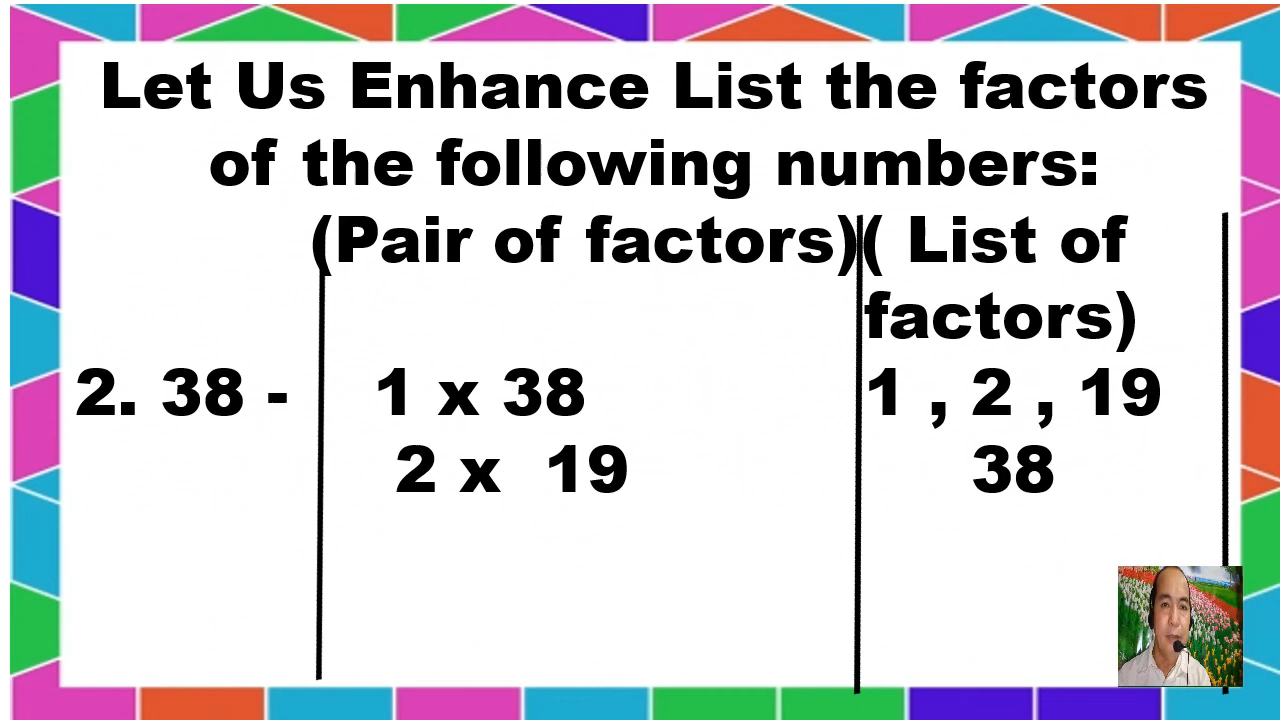 Let Us Enhance List the factors
of the following numbers:
(Pair of factors)( List of
factors)
2. 38 - 1 x 38 1 , 2 , 19
2 x 19 38